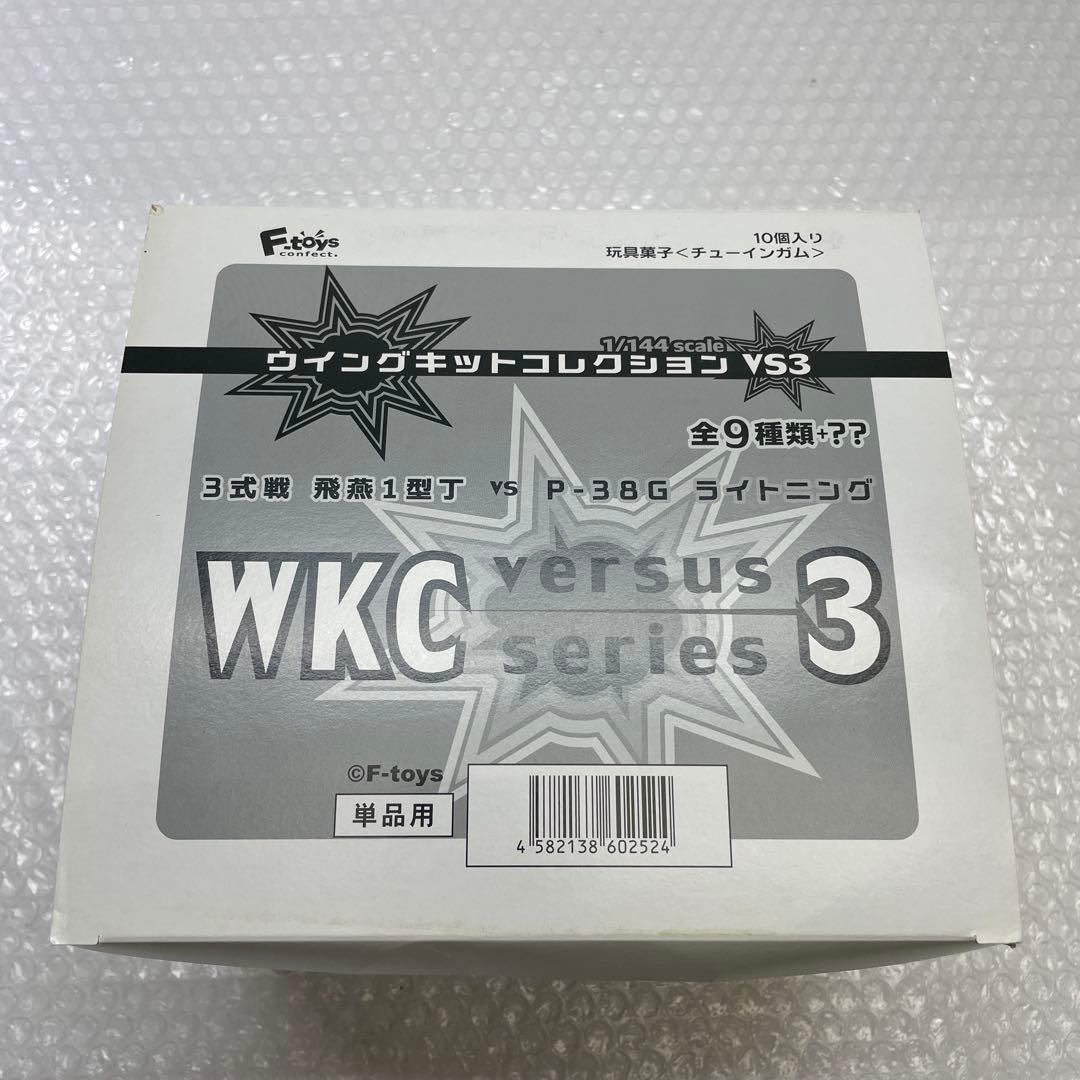 F-toys
confect.
10個入り
玩具菓子<チューインガム>
1/144 scale
ウイングキットコレクション VS3
全9種類+??
3式戦 飛燕1型丁 vs P-38G ライトニング
WKC versus series 3
©F-toys
単品用
4 582138 602524